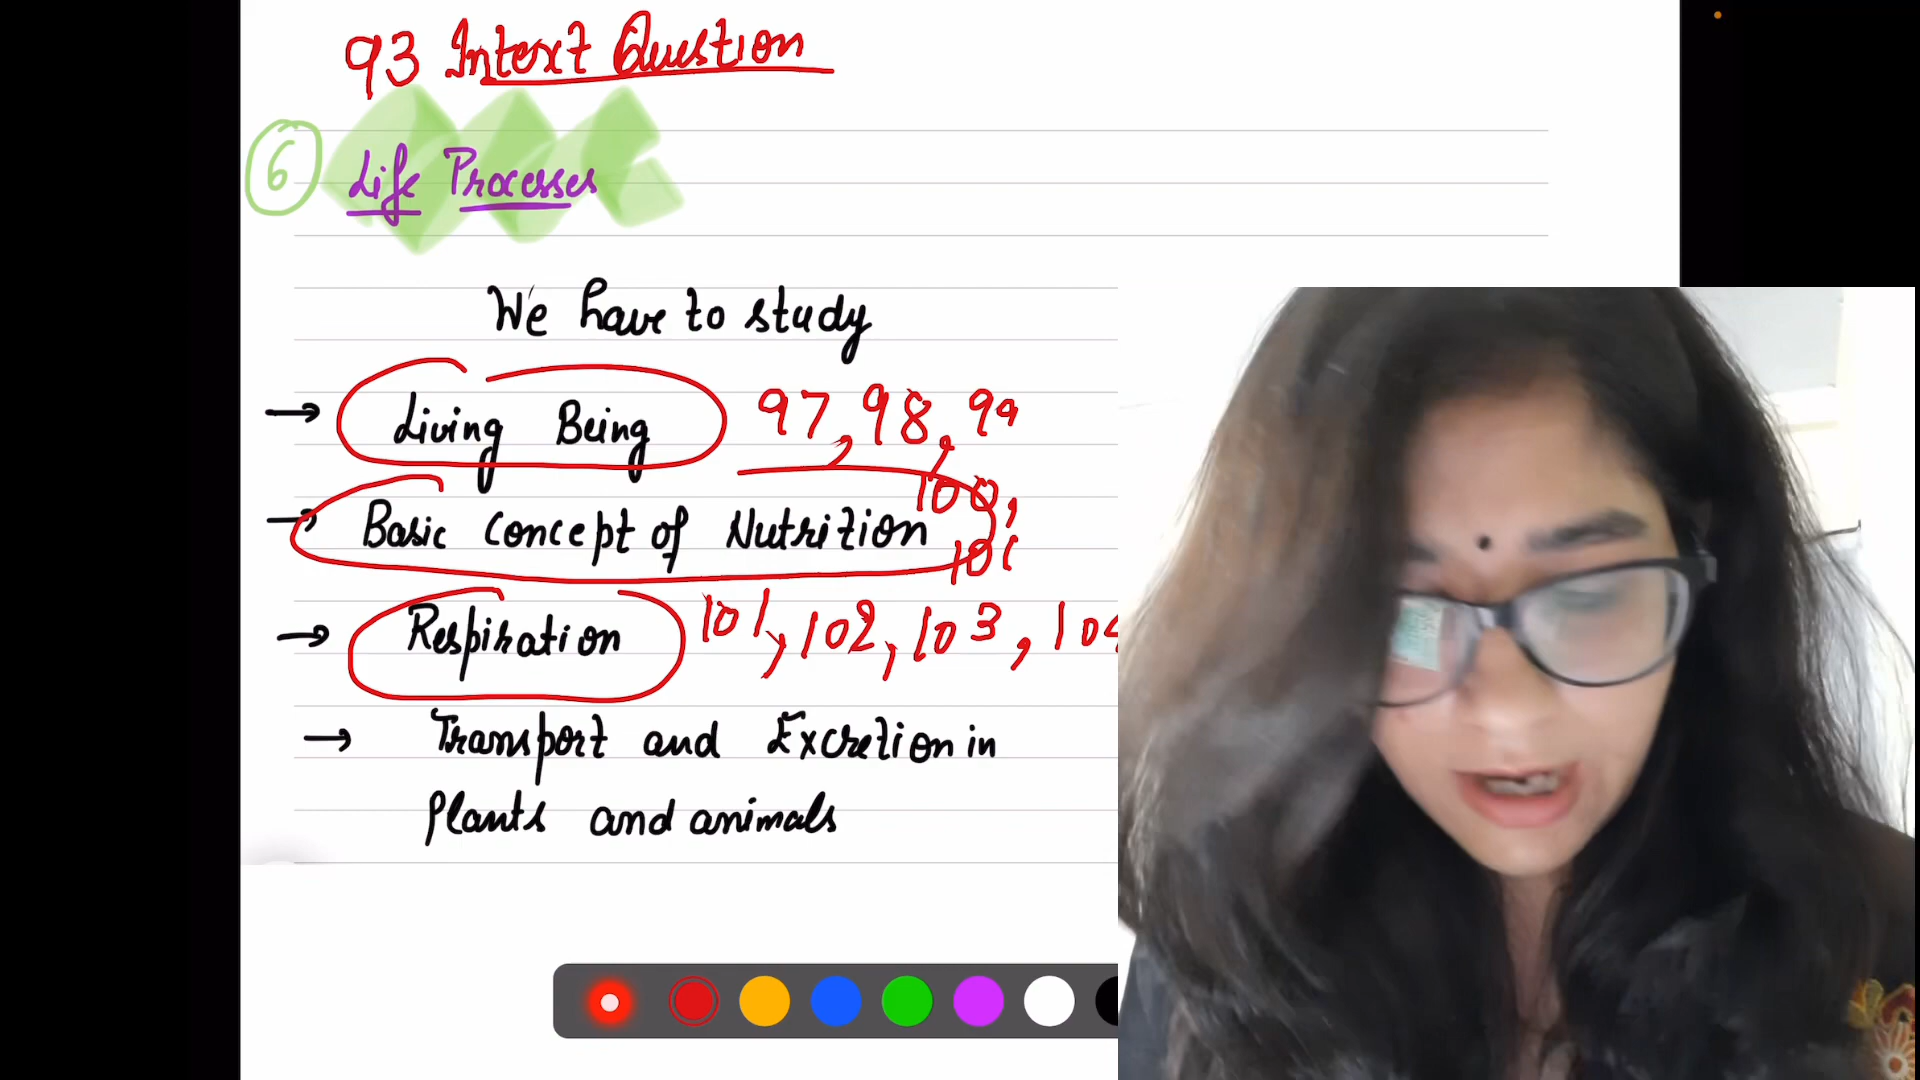 93 Intext Question
6 Life Processes
We have to study
→ Living Being 97, 98, 99
100,
→ Basic concept of Nutrition
101
→ Respiration 101, 102, 103, 104
→ Transport and Excretion in
Plants and animals